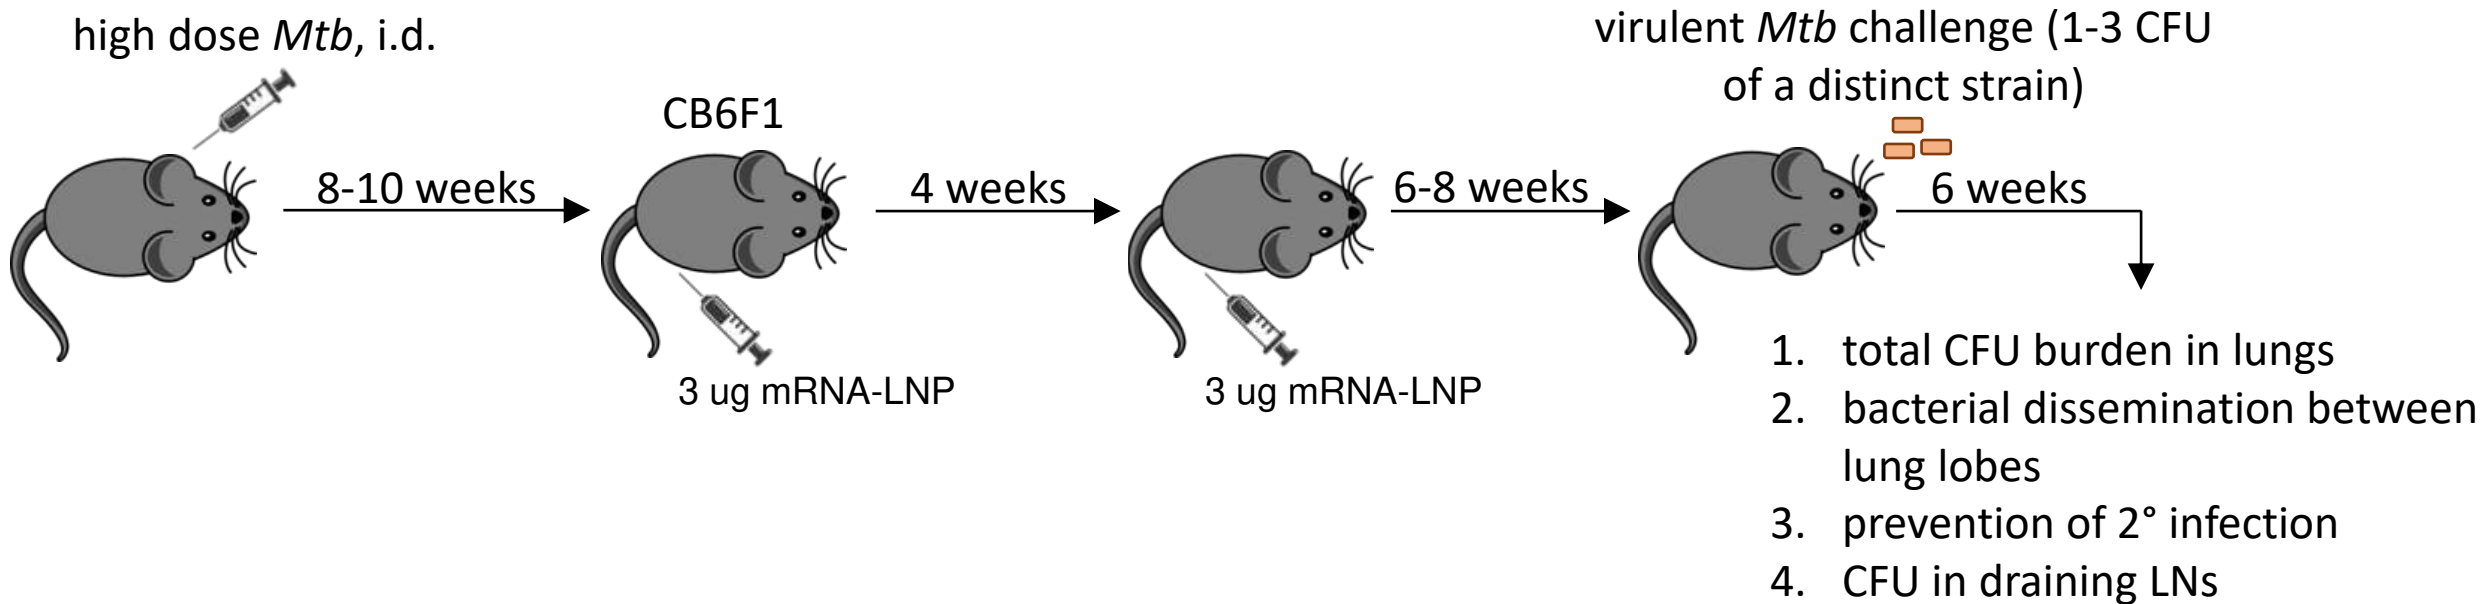 high dose Mtb, i.d.
virulent Mtb challenge (1-3 CFU
of a distinct strain)
CB6F1
8-10 weeks
4 weeks
6-8 weeks
6 weeks
3 ug mRNA-LNP
3 ug mRNA-LNP
1. total CFU burden in lungs
2. bacterial dissemination between
lung lobes
3. prevention of 2° infection
4. CFU in draining LNs